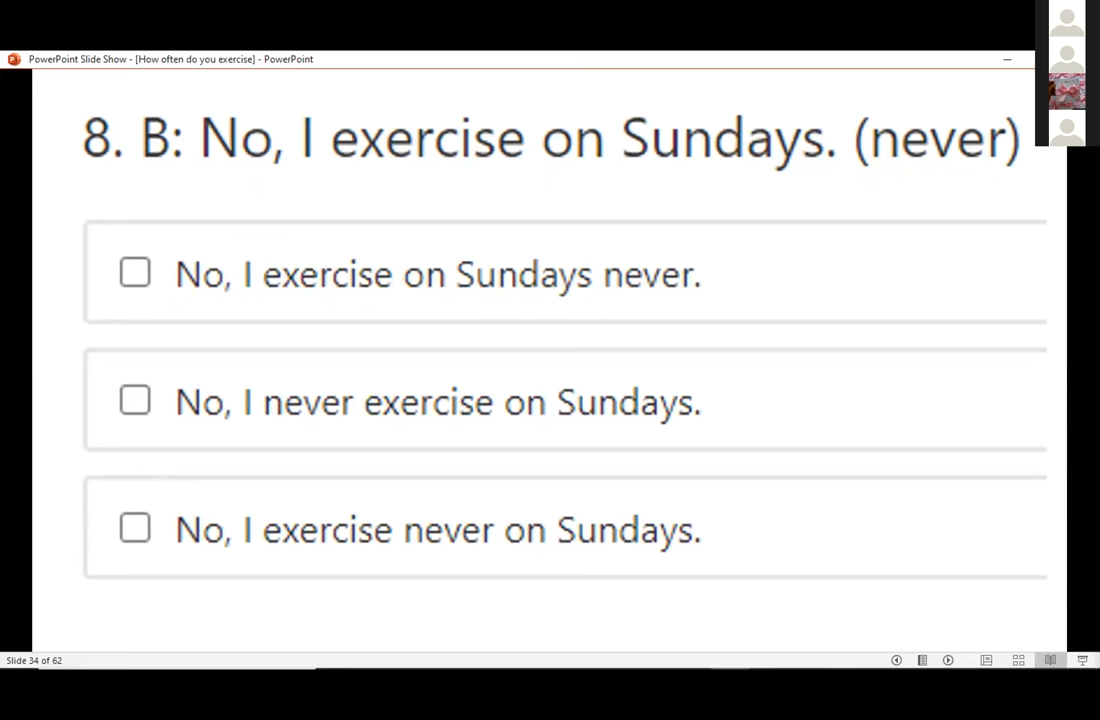 PowerPoint Slide Show - [How often do you exercise] - PowerPoint
8. B: No, I exercise on Sundays. (never)
No, I exercise on Sundays never.
No, I never exercise on Sundays.
No, I exercise never on Sundays.
Slide 34 of 62